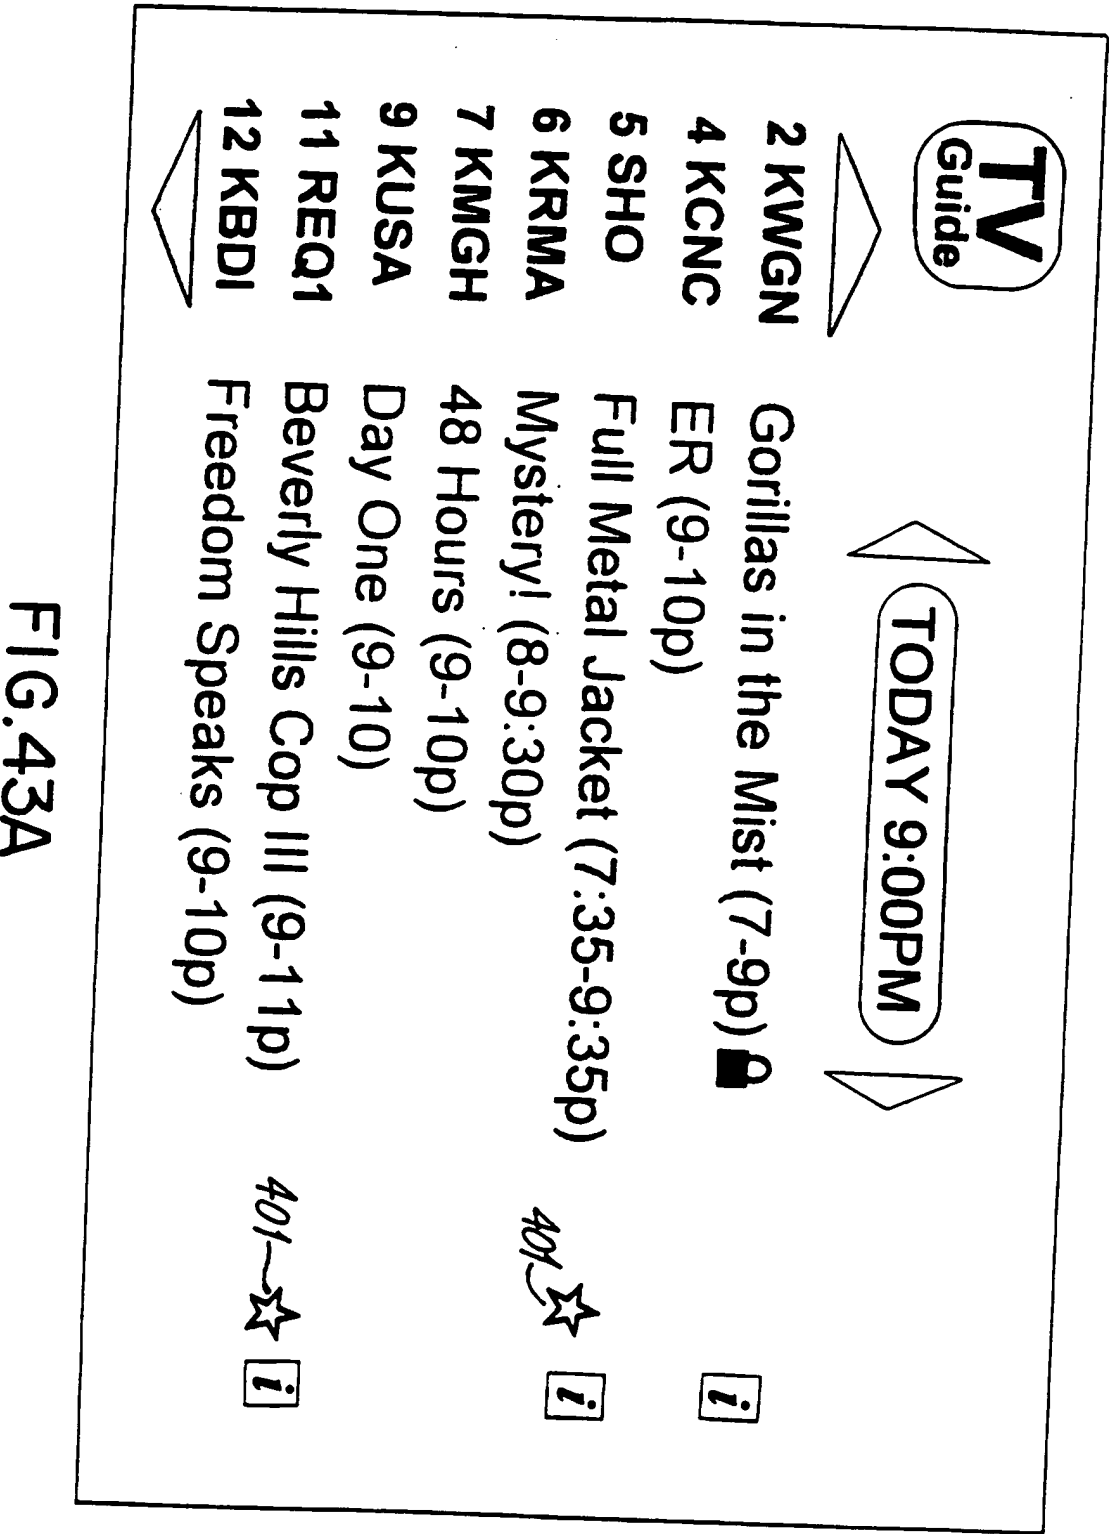 TV
Guide
TODAY 9:00PM
2 KWGN Gorillas in the Mist (7-9p) i
4 KCNC ER (9-10p)
5 SHO Full Metal Jacket (7:35-9:35p) 401 i
6 KRMA Mystery! (8-9:30p)
7 KMGH 48 Hours (9-10p)
9 KUSA Day One (9-10)
11 REQ1 Beverly Hills Cop III (9-11p) 401 i
12 KBDI Freedom Speaks (9-10p)
FIG.43A